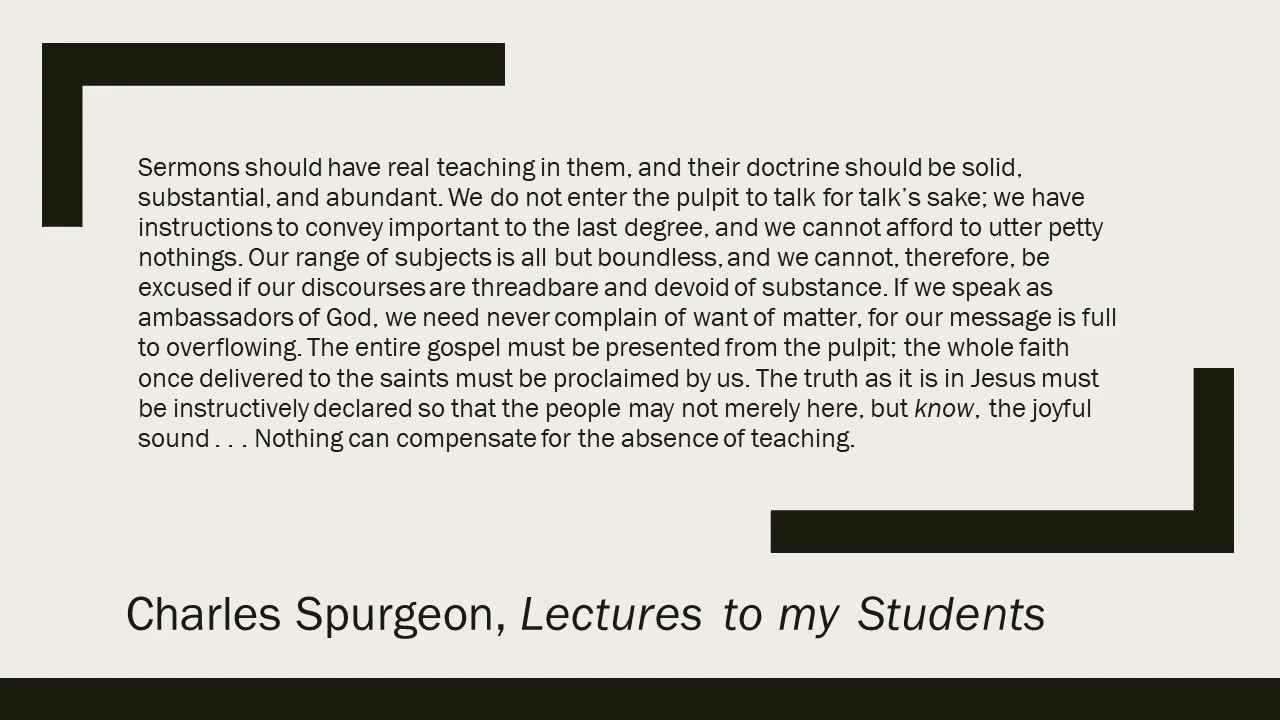 Sermons should have real teaching in them, and their doctrine should be solid,
substantial, and abundant. We do not enter the pulpit to talk for talk’s sake; we have
instructions to convey important to the last degree, and we cannot afford to utter petty
nothings. Our range of subjects is all but boundless, and we cannot, therefore, be
excused if our discourses are threadbare and devoid of substance. If we speak as
ambassadors of God, we need never complain of want of matter, for our message is full
to overflowing. The entire gospel must be presented from the pulpit; the whole faith
once delivered to the saints must be proclaimed by us. The truth as it is in Jesus must
be instructively declared so that the people may not merely here, but know, the joyful
sound . . . Nothing can compensate for the absence of teaching.
Charles Spurgeon, Lectures to my Students